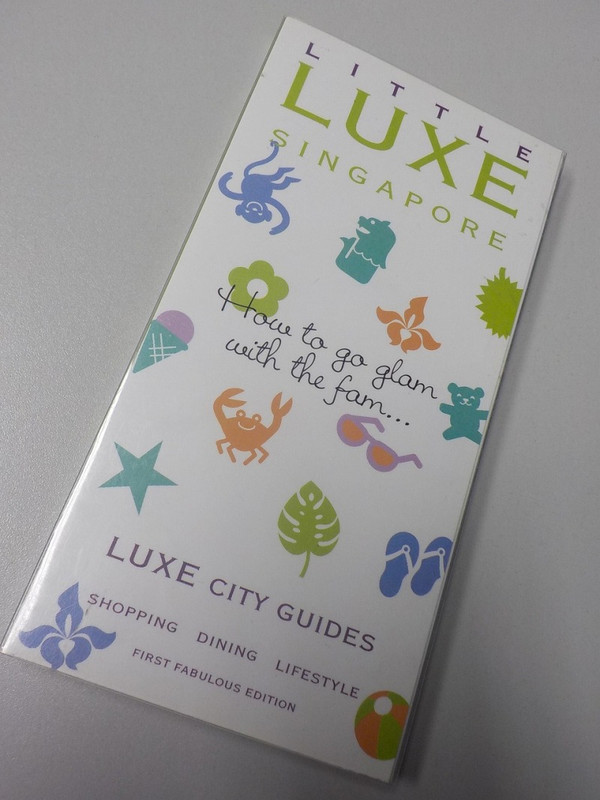 LITTLE
LUXE
SINGAPORE
How to go glam
with the fam...
LUXE CITY GUIDES
SHOPPING DINING LIFESTYLE
FIRST FABULOUS EDITION